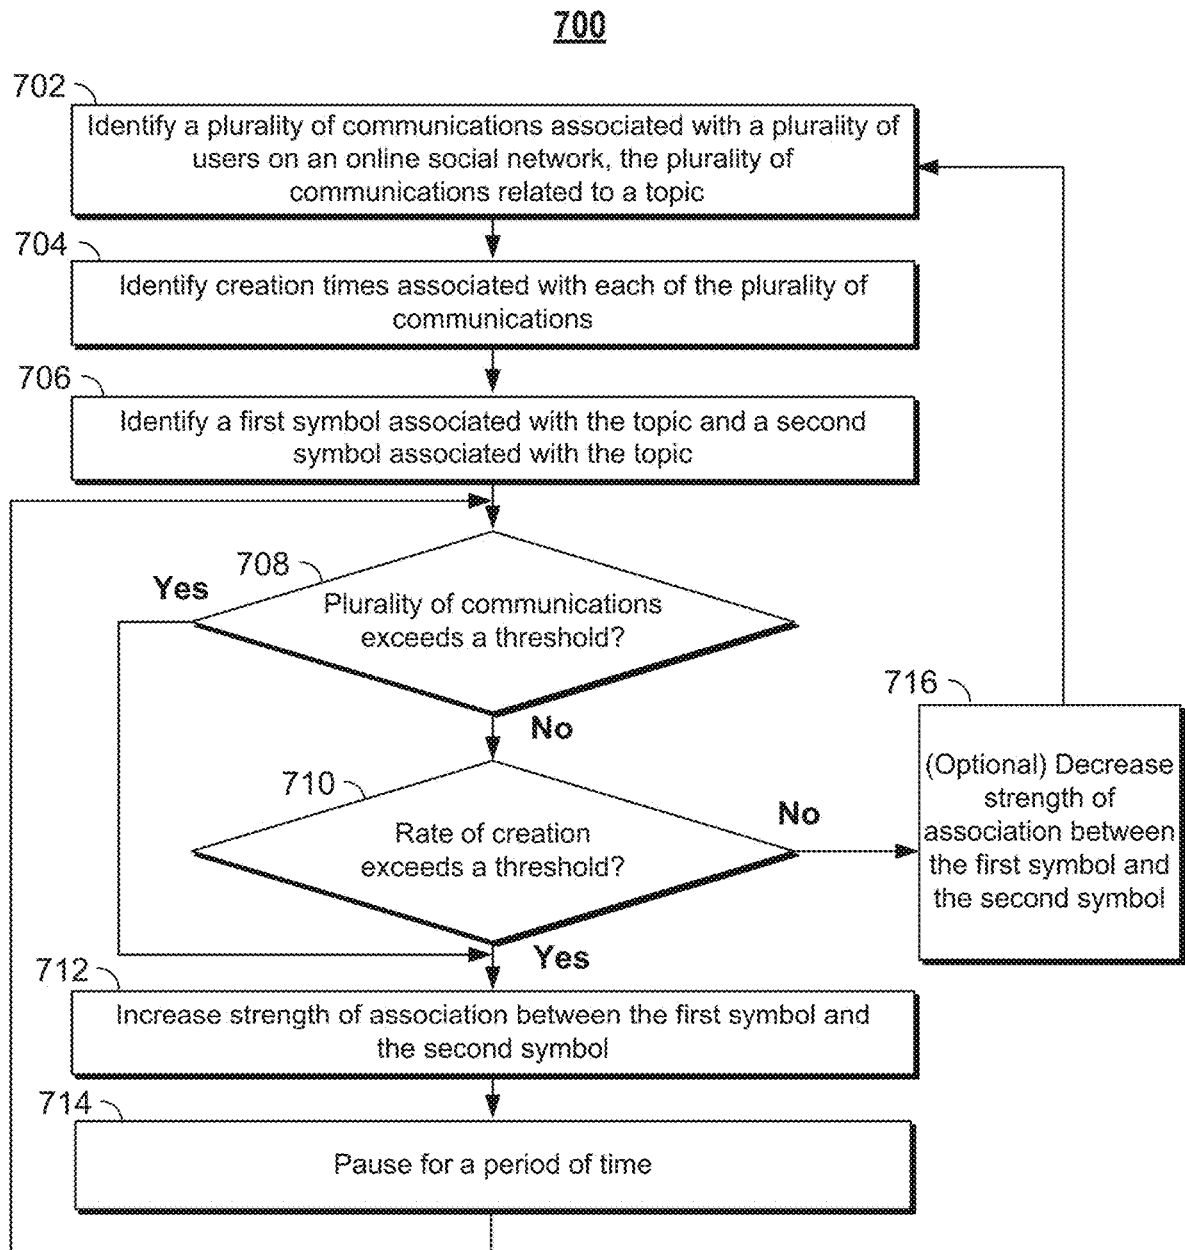 700
702
Identify a plurality of communications associated with a plurality of
users on an online social network, the plurality of
communications related to a topic
704
Identify creation times associated with each of the plurality of
communications
706
Identify a first symbol associated with the topic and a second
symbol associated with the topic
708
Yes
Plurality of communications
exceeds a threshold?
No
710
Rate of creation
exceeds a threshold?
No
716
(Optional) Decrease
strength of
association between
the first symbol and
the second symbol
Yes
712
Increase strength of association between the first symbol and
the second symbol
714
Pause for a period of time